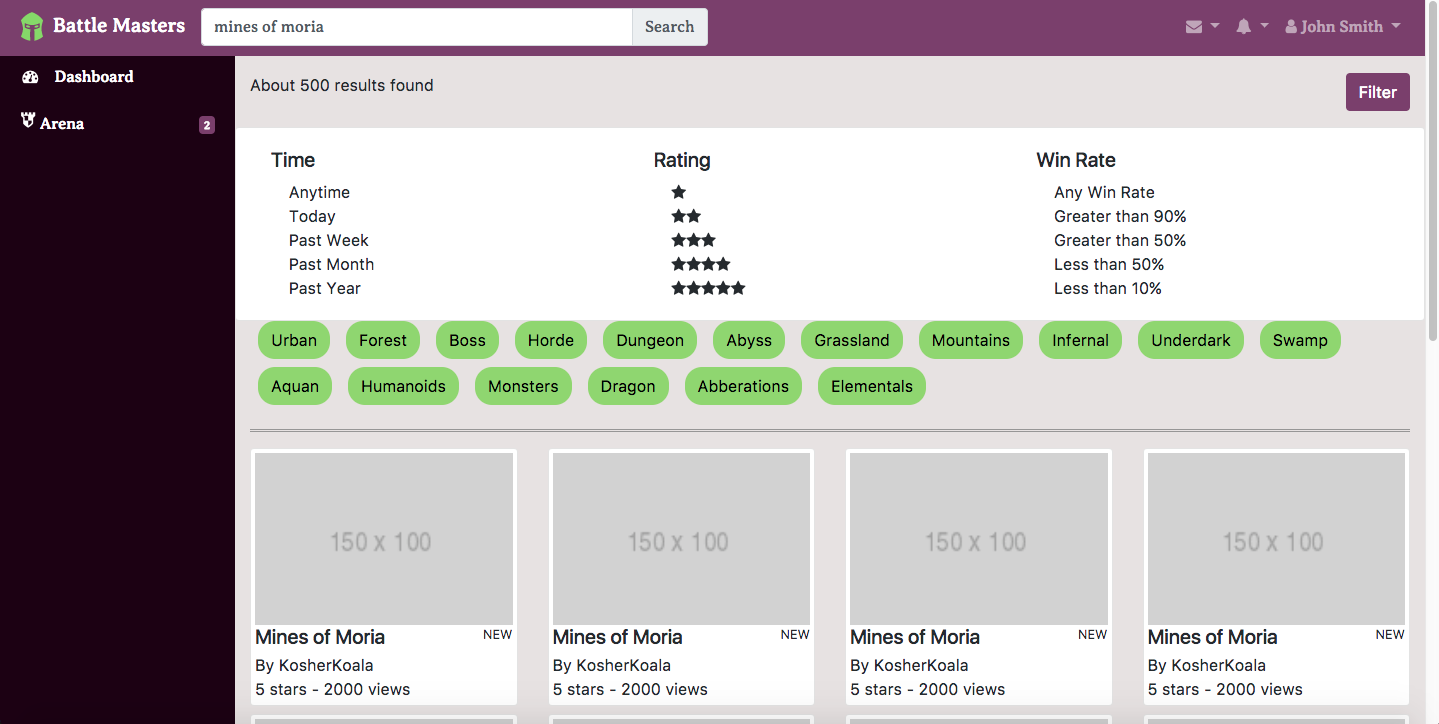 Battle Masters
mines of moria
Search
John Smith
Dashboard
Arena
2
About 500 results found
Filter
Time
Anytime
Today
Past Week
Past Month
Past Year
Rating
Win Rate
Any Win Rate
Greater than 90%
Greater than 50%
Less than 50%
Less than 10%
Urban Forest Boss Horde Dungeon Abyss Grassland Mountains Infernal Underdark Swamp
Aquan Humanoids Monsters Dragon Abberations Elementals
150 x 100
Mines of Moria NEW
By KosherKoala
5 stars - 2000 views
150 x 100
Mines of Moria NEW
By KosherKoala
5 stars - 2000 views
150 x 100
Mines of Moria NEW
By KosherKoala
5 stars - 2000 views
150 x 100
Mines of Moria NEW
By KosherKoala
5 stars - 2000 views